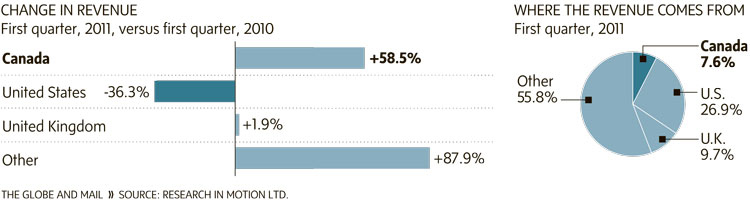 CHANGE IN REVENUE
First quarter, 2011, versus first quarter, 2010
Canada
+58.5%
United States
-36.3%
United Kingdom
+1.9%
Other
+87.9%
THE GLOBE AND MAIL » SOURCE: RESEARCH IN MOTION LTD.
WHERE THE REVENUE COMES FROM
First quarter, 2011
Canada
7.6%
Other
55.8%
U.S.
26.9%
U.K.
9.7%